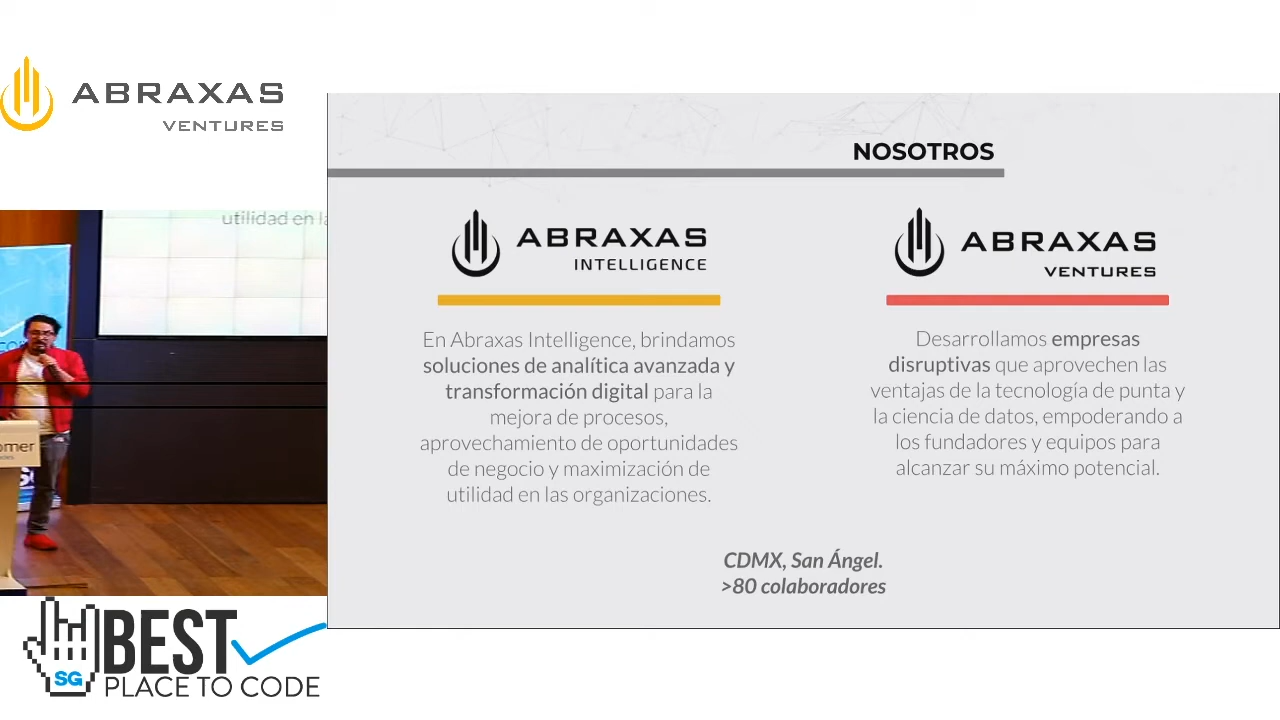 ABRAXAS
VENTURES
utilidad en la
omer
BEST
SG
PLACE TO CODE
NOSOTROS
ABRAXAS
INTELLIGENCE
En Abraxas Intelligence, brindamos
soluciones de analítica avanzada y
transformación digital para la
mejora de procesos,
aprovechamiento de oportunidades
de negocio y maximización de
utilidad en las organizaciones.
ABRAXAS
VENTURES
Desarrollamos empresas
disruptivas que aprovechen las
ventajas de la tecnología de punta y
la ciencia de datos, empoderando a
los fundadores y equipos para
alcanzar su máximo potencial.
CDMX, San Ángel.
>80 colaboradores